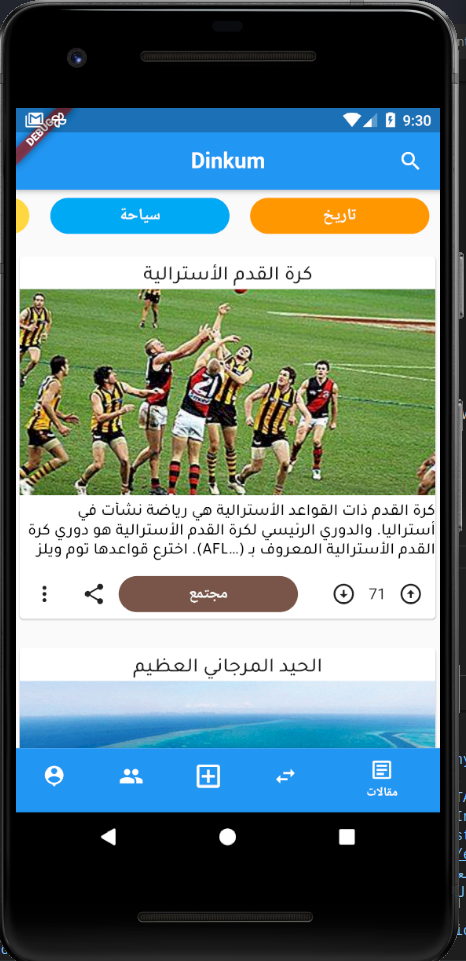 9:30
DEBUG
Dinkum
تاريخ
سياحة
كرة القدم الأسترالية
2
كرة القدم ذات القواعد الأسترالية هي رياضة نشأت في
أستراليا. والدوري الرئيسي لكرة القدم الأسترالية هو دوري كرة
القدم الأسترالية المعروف بـ (...AFL). اخترع قواعدها توم ويلز
71
مجتمع
الحيد المرجاني العظيم
مقالات